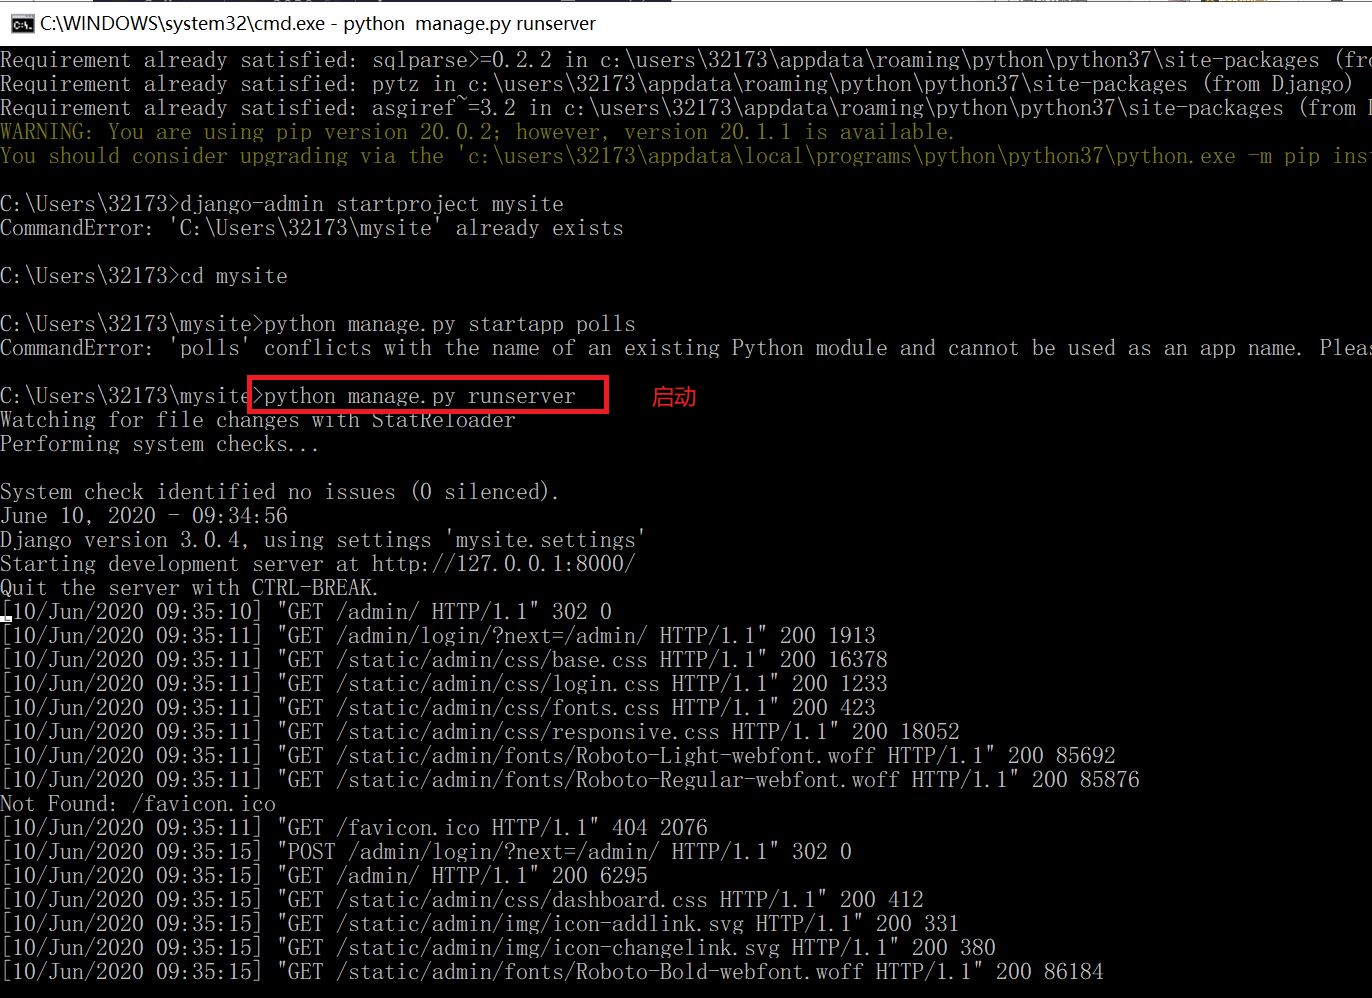 C:\WINDOWS\system32\cmd.exe - python  manage.py runserver
Requirement already satisfied: sqlparse>=0.2.2 in c:\users\32173\appdata\roaming\python\python37\site-packages (fro
Requirement already satisfied: pytz in c:\users\32173\appdata\roaming\python\python37\site-packages (from Django)
Requirement already satisfied: asgiref~=3.2 in c:\users\32173\appdata\roaming\python\python37\site-packages (from D
WARNING: You are using pip version 20.0.2; however, version 20.1.1 is available.
You should consider upgrading via the 'c:\users\32173\appdata\local\programs\python\python37\python.exe -m pip inst
C:\Users\32173>django-admin startproject mysite
CommandError: 'C:\Users\32173\mysite' already exists
C:\Users\32173>cd mysite
C:\Users\32173\mysite>python manage.py startapp polls
CommandError: 'polls' conflicts with the name of an existing Python module and cannot be used as an app name. Pleas
C:\Users\32173\mysite>python manage.py runserver 启动
Watching for file changes with StatReloader
Performing system checks...
System check identified no issues (0 silenced).
June 10, 2020 - 09:34:56
Django version 3.0.4, using settings 'mysite.settings'
Starting development server at http://127.0.0.1:8000/
Quit the server with CTRL-BREAK.
[10/Jun/2020 09:35:10] "GET /admin/ HTTP/1.1" 302 0
[10/Jun/2020 09:35:11] "GET /admin/login/?next=/admin/ HTTP/1.1" 200 1913
[10/Jun/2020 09:35:11] "GET /static/admin/css/base.css HTTP/1.1" 200 16378
[10/Jun/2020 09:35:11] "GET /static/admin/css/login.css HTTP/1.1" 200 1233
[10/Jun/2020 09:35:11] "GET /static/admin/css/fonts.css HTTP/1.1" 200 423
[10/Jun/2020 09:35:11] "GET /static/admin/css/responsive.css HTTP/1.1" 200 18052
[10/Jun/2020 09:35:11] "GET /static/admin/fonts/Roboto-Light-webfont.woff HTTP/1.1" 200 85692
[10/Jun/2020 09:35:11] "GET /static/admin/fonts/Roboto-Regular-webfont.woff HTTP/1.1" 200 85876
Not Found: /favicon.ico
[10/Jun/2020 09:35:11] "GET /favicon.ico HTTP/1.1" 404 2076
[10/Jun/2020 09:35:15] "POST /admin/login/?next=/admin/ HTTP/1.1" 302 0
[10/Jun/2020 09:35:15] "GET /admin/ HTTP/1.1" 200 6295
[10/Jun/2020 09:35:15] "GET /static/admin/css/dashboard.css HTTP/1.1" 200 412
[10/Jun/2020 09:35:15] "GET /static/admin/img/icon-addlink.svg HTTP/1.1" 200 331
[10/Jun/2020 09:35:15] "GET /static/admin/img/icon-changelink.svg HTTP/1.1" 200 380
[10/Jun/2020 09:35:15] "GET /static/admin/fonts/Roboto-Bold-webfont.woff HTTP/1.1" 200 86184